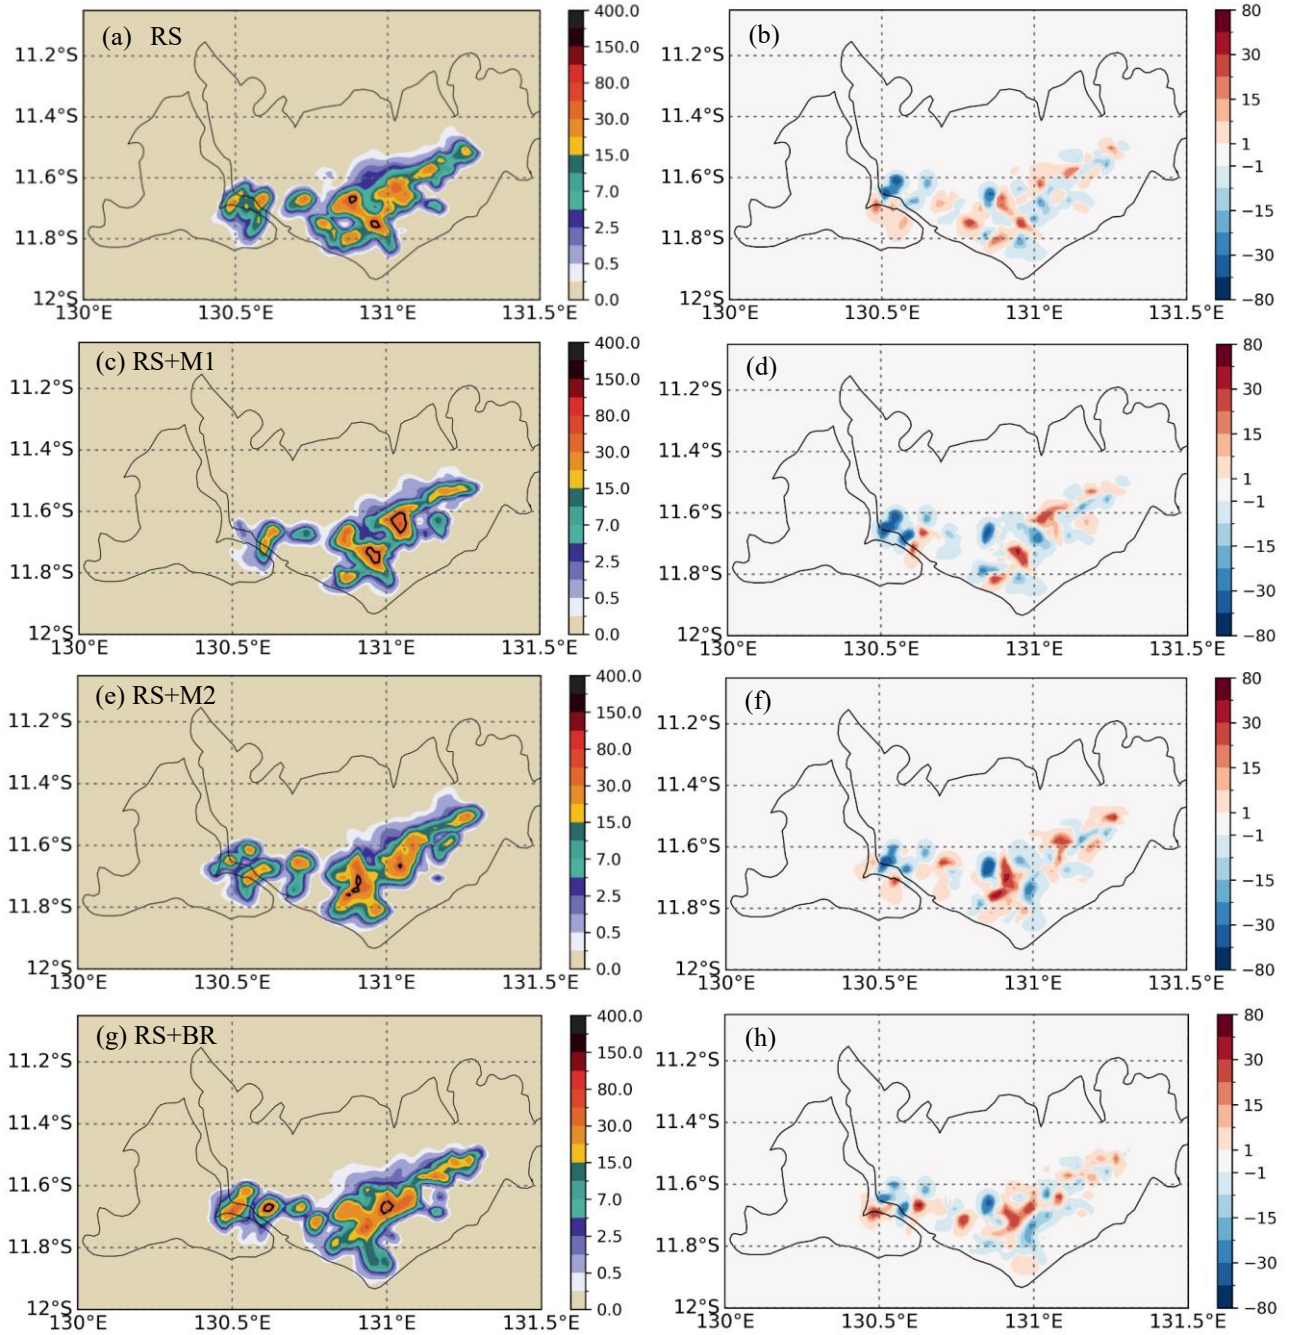 (a) RS
11.2°S
11.4°S
11.6°S
11.8°S
12°S
130°E
130.5°E
131°E
131.5°E
400.0
150.0
80.0
30.0
15.0
7.0
2.5
0.5
0.0
(b)
11.2°S
11.4°S
11.6°S
11.8°S
12°S
130°E
130.5°E
131°E
131.5°E
80
30
15
1
−1
−15
−30
−80
(c) RS+M1
11.2°S
11.4°S
11.6°S
11.8°S
12°S
130°E
130.5°E
131°E
131.5°E
400.0
150.0
80.0
30.0
15.0
7.0
2.5
0.5
0.0
(d)
11.2°S
11.4°S
11.6°S
11.8°S
12°S
130°E
130.5°E
131°E
131.5°E
80
30
15
1
−1
−15
−30
−80
(e) RS+M2
11.2°S
11.4°S
11.6°S
11.8°S
12°S
130°E
130.5°E
131°E
131.5°E
400.0
150.0
80.0
30.0
15.0
7.0
2.5
0.5
0.0
(f)
11.2°S
11.4°S
11.6°S
11.8°S
12°S
130°E
130.5°E
131°E
131.5°E
80
30
15
1
−1
−15
−30
−80
(g) RS+BR
11.2°S
11.4°S
11.6°S
11.8°S
12°S
130°E
130.5°E
131°E
131.5°E
400.0
150.0
80.0
30.0
15.0
7.0
2.5
0.5
0.0
(h)
11.2°S
11.4°S
11.6°S
11.8°S
12°S
130°E
130.5°E
131°E
131.5°E
80
30
15
1
−1
−15
−30
−80